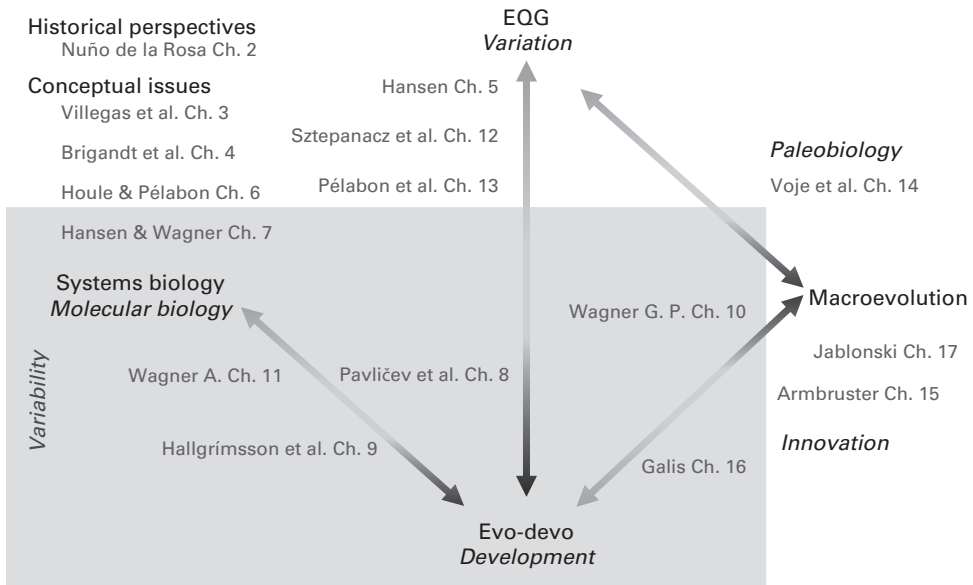 Historical perspectives
Nuño de la Rosa Ch. 2
Conceptual issues
Villegas et al. Ch. 3
Brigandt et al. Ch. 4
Houle & Pélabon Ch. 6
Hansen & Wagner Ch. 7
EQG
Variation
Hansen Ch. 5
Sztepanacz et al. Ch. 12
Pélabon et al. Ch. 13
Paleobiology
Voje et al. Ch. 14
Systems biology
Molecular biology
Variability
Wagner A. Ch. 11
Pavličev et al. Ch. 8
Hallgrímsson et al. Ch. 9
Wagner G. P. Ch. 10
Macroevolution
Jablonski Ch. 17
Armbruster Ch. 15
Innovation
Galis Ch. 16
Evo-devo
Development